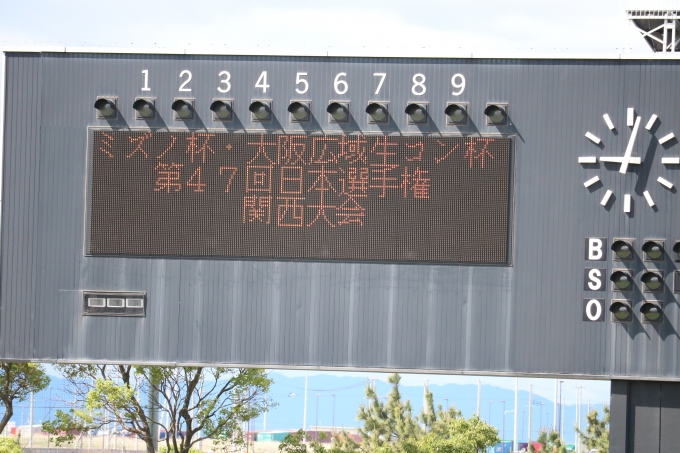 1 2 3 4 5 6 7 8 9
ミズノ杯・大阪広域生コン杯
第47回日本選手権
関西大会
B
S
O